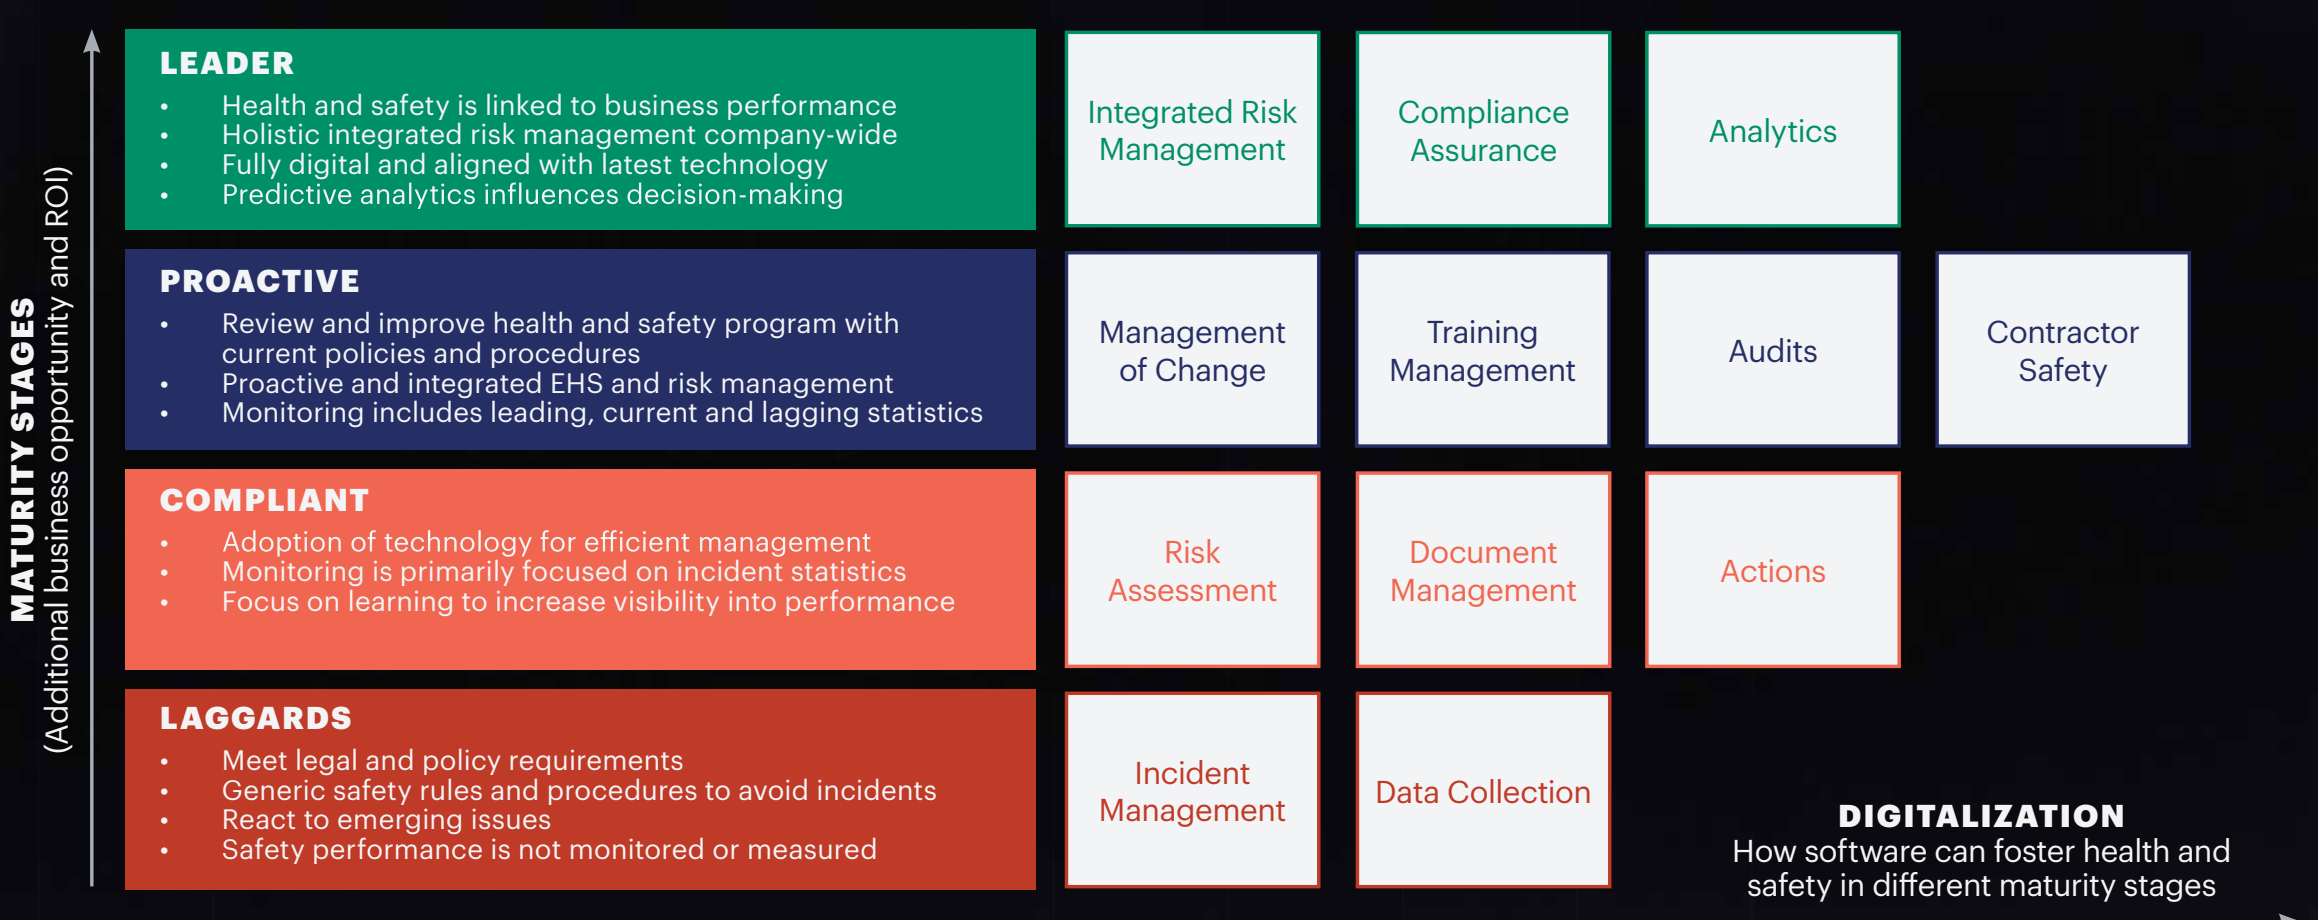 MATURITY STAGES
(Additional business opportunity and ROI)
LEADER
• Health and safety is linked to business performance
• Holistic integrated risk management company-wide
• Fully digital and aligned with latest technology
• Predictive analytics influences decision-making
Integrated Risk
Management
Compliance
Assurance
Analytics
PROACTIVE
• Review and improve health and safety program with
current policies and procedures
• Proactive and integrated EHS and risk management
• Monitoring includes leading, current and lagging statistics
Management
of Change
Training
Management
Audits
Contractor
Safety
COMPLIANT
• Adoption of technology for efficient management
• Monitoring is primarily focused on incident statistics
• Focus on learning to increase visibility into performance
Risk
Assessment
Document
Management
Actions
LAGGARDS
• Meet legal and policy requirements
• Generic safety rules and procedures to avoid incidents
• React to emerging issues
• Safety performance is not monitored or measured
Incident
Management
Data Collection
DIGITALIZATION
How software can foster health and
safety in different maturity stages